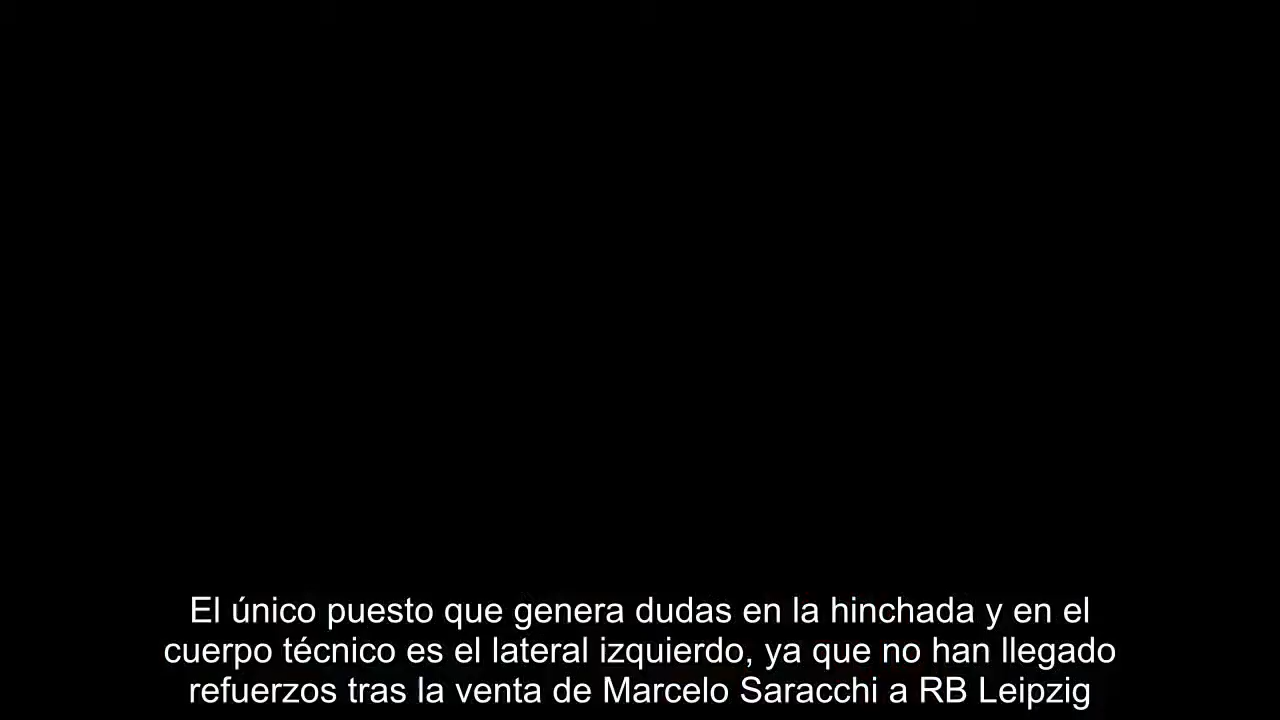 El único puesto que genera dudas en la hinchada y en el
cuerpo técnico es el lateral izquierdo, ya que no han llegado
refuerzos tras la venta de Marcelo Saracchi a RB Leipzig